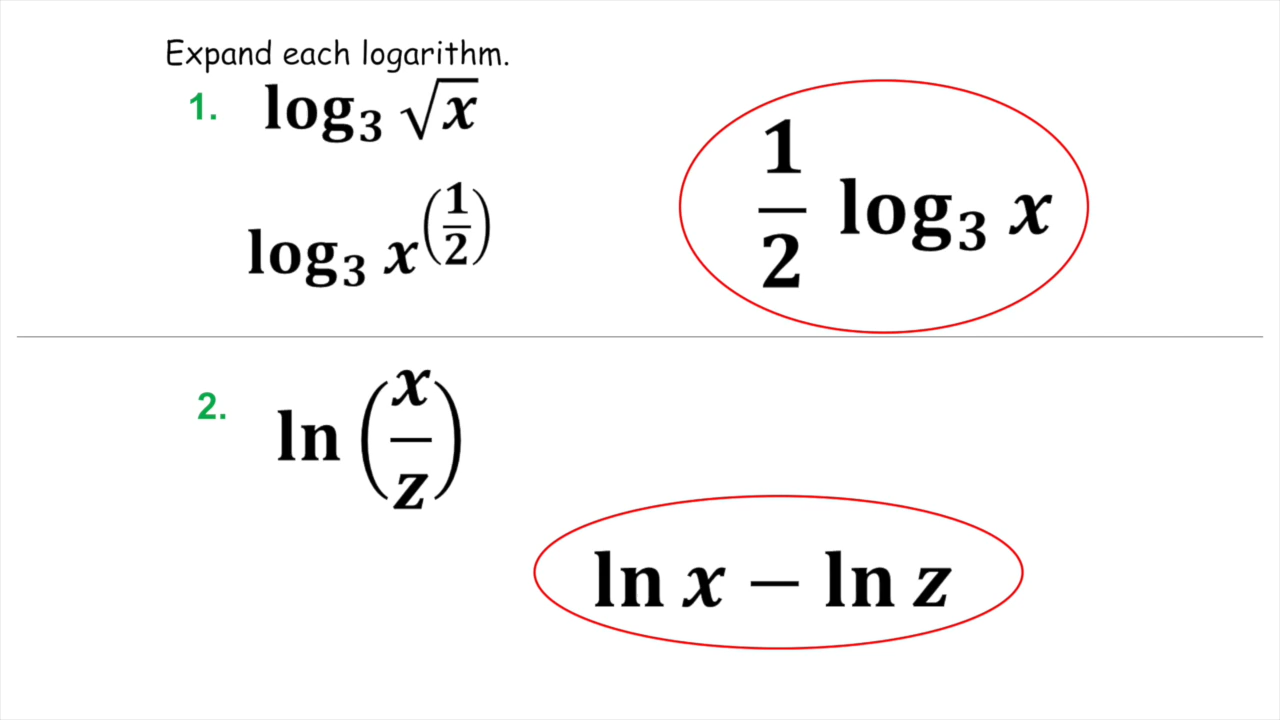 Expand each logarithm.
1. log₃ √x
log₃ x^(1/2)
1/2 log₃ x
2. ln (x/z)
ln x − ln z